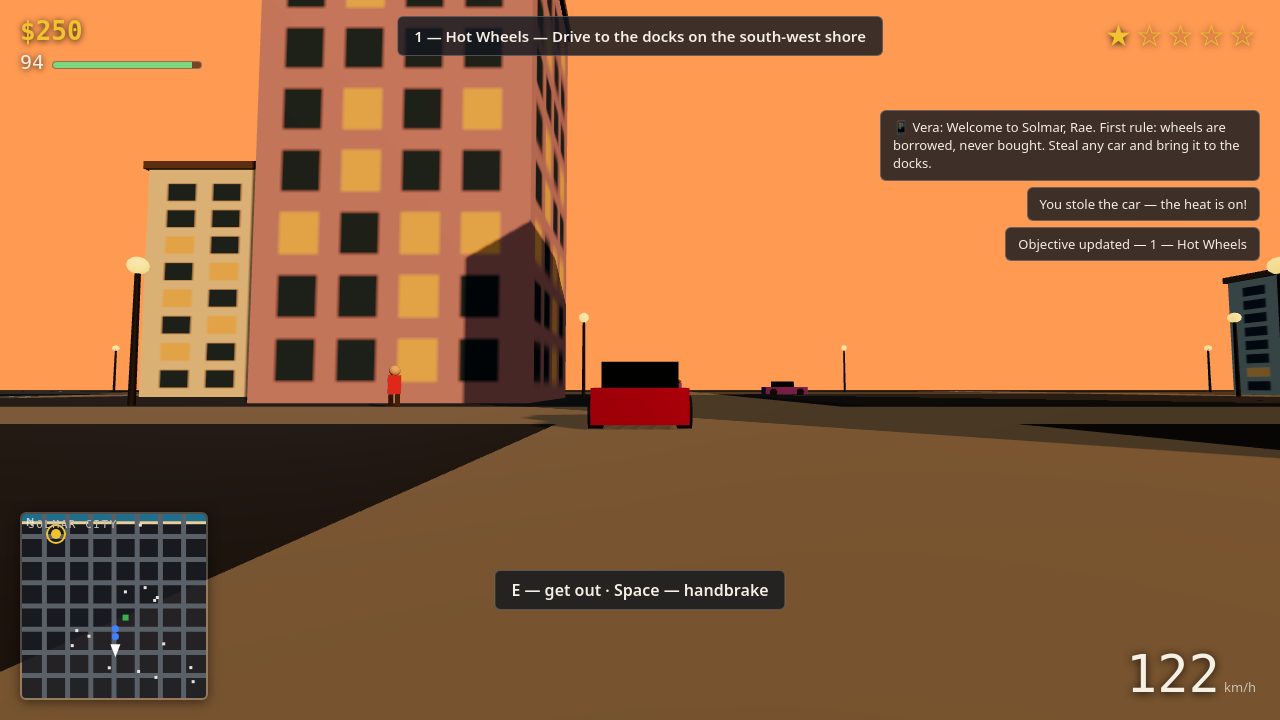 $250
94
1 — Hot Wheels — Drive to the docks on the south-west shore
★☆☆☆☆
📱 Vera: Welcome to Solmar, Rae. First rule: wheels are
borrowed, never bought. Steal any car and bring it to the
docks.
You stole the car — the heat is on!
Objective updated — 1 — Hot Wheels
N
SOLMAR CITY
E — get out · Space — handbrake
122 km/h